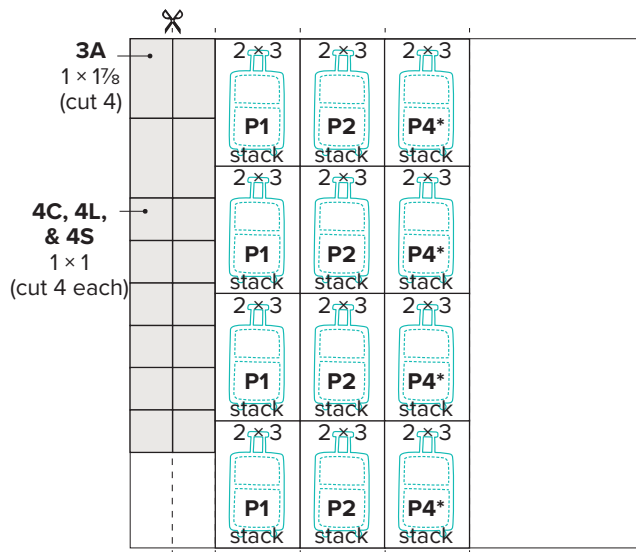 3A
1 × 1⅞
(cut 4)
4C, 4L,
& 4S
1 × 1
(cut 4 each)
2 × 3 2 × 3 2 × 3
P1 P2 P4*
stack stack stack
2 × 3 2 × 3 2 × 3
P1 P2 P4*
stack stack stack
2 × 3 2 × 3 2 × 3
P1 P2 P4*
stack stack stack
2 × 3 2 × 3 2 × 3
P1 P2 P4*
stack stack stack